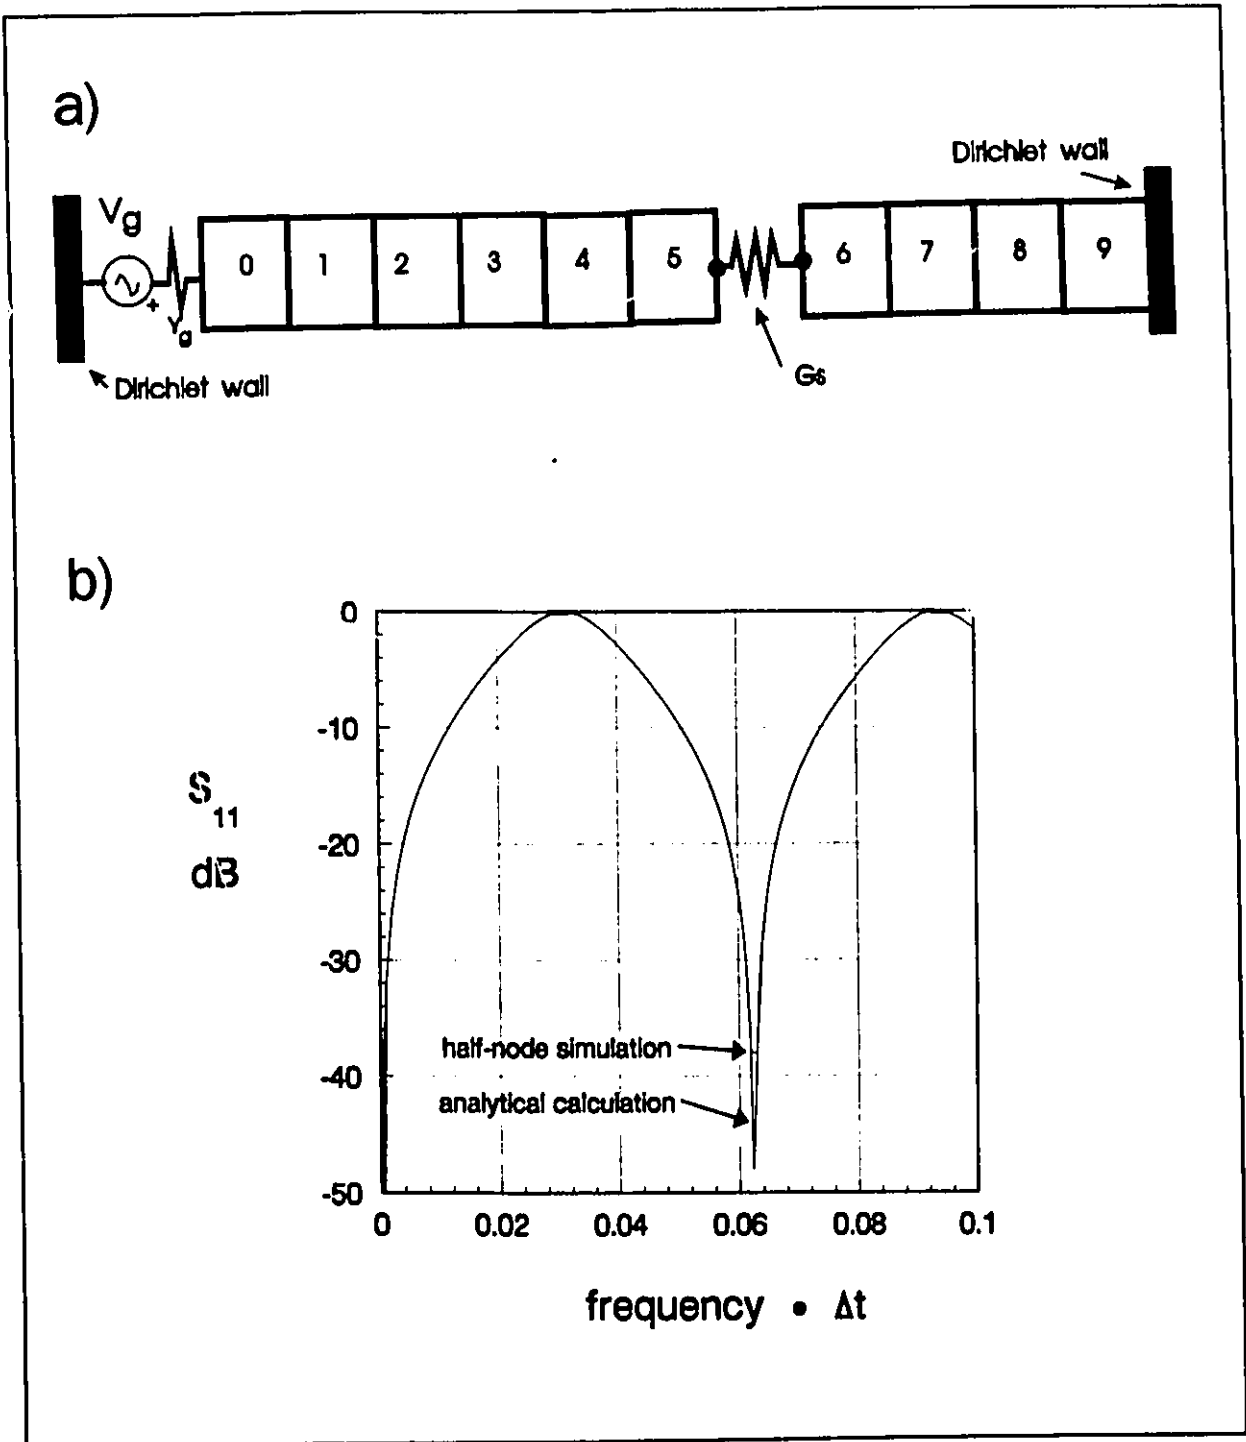 a)
Dirichlet wall
Vg
+
Yg
0 1 2 3 4 5 6 7 8 9
Dirichlet wall
Gs
b)
0
-10
-20
-30
-40
-50
S11
dB
half-node simulation
analytical calculation
0 0.02 0.04 0.06 0.08 0.1
frequency • Δt